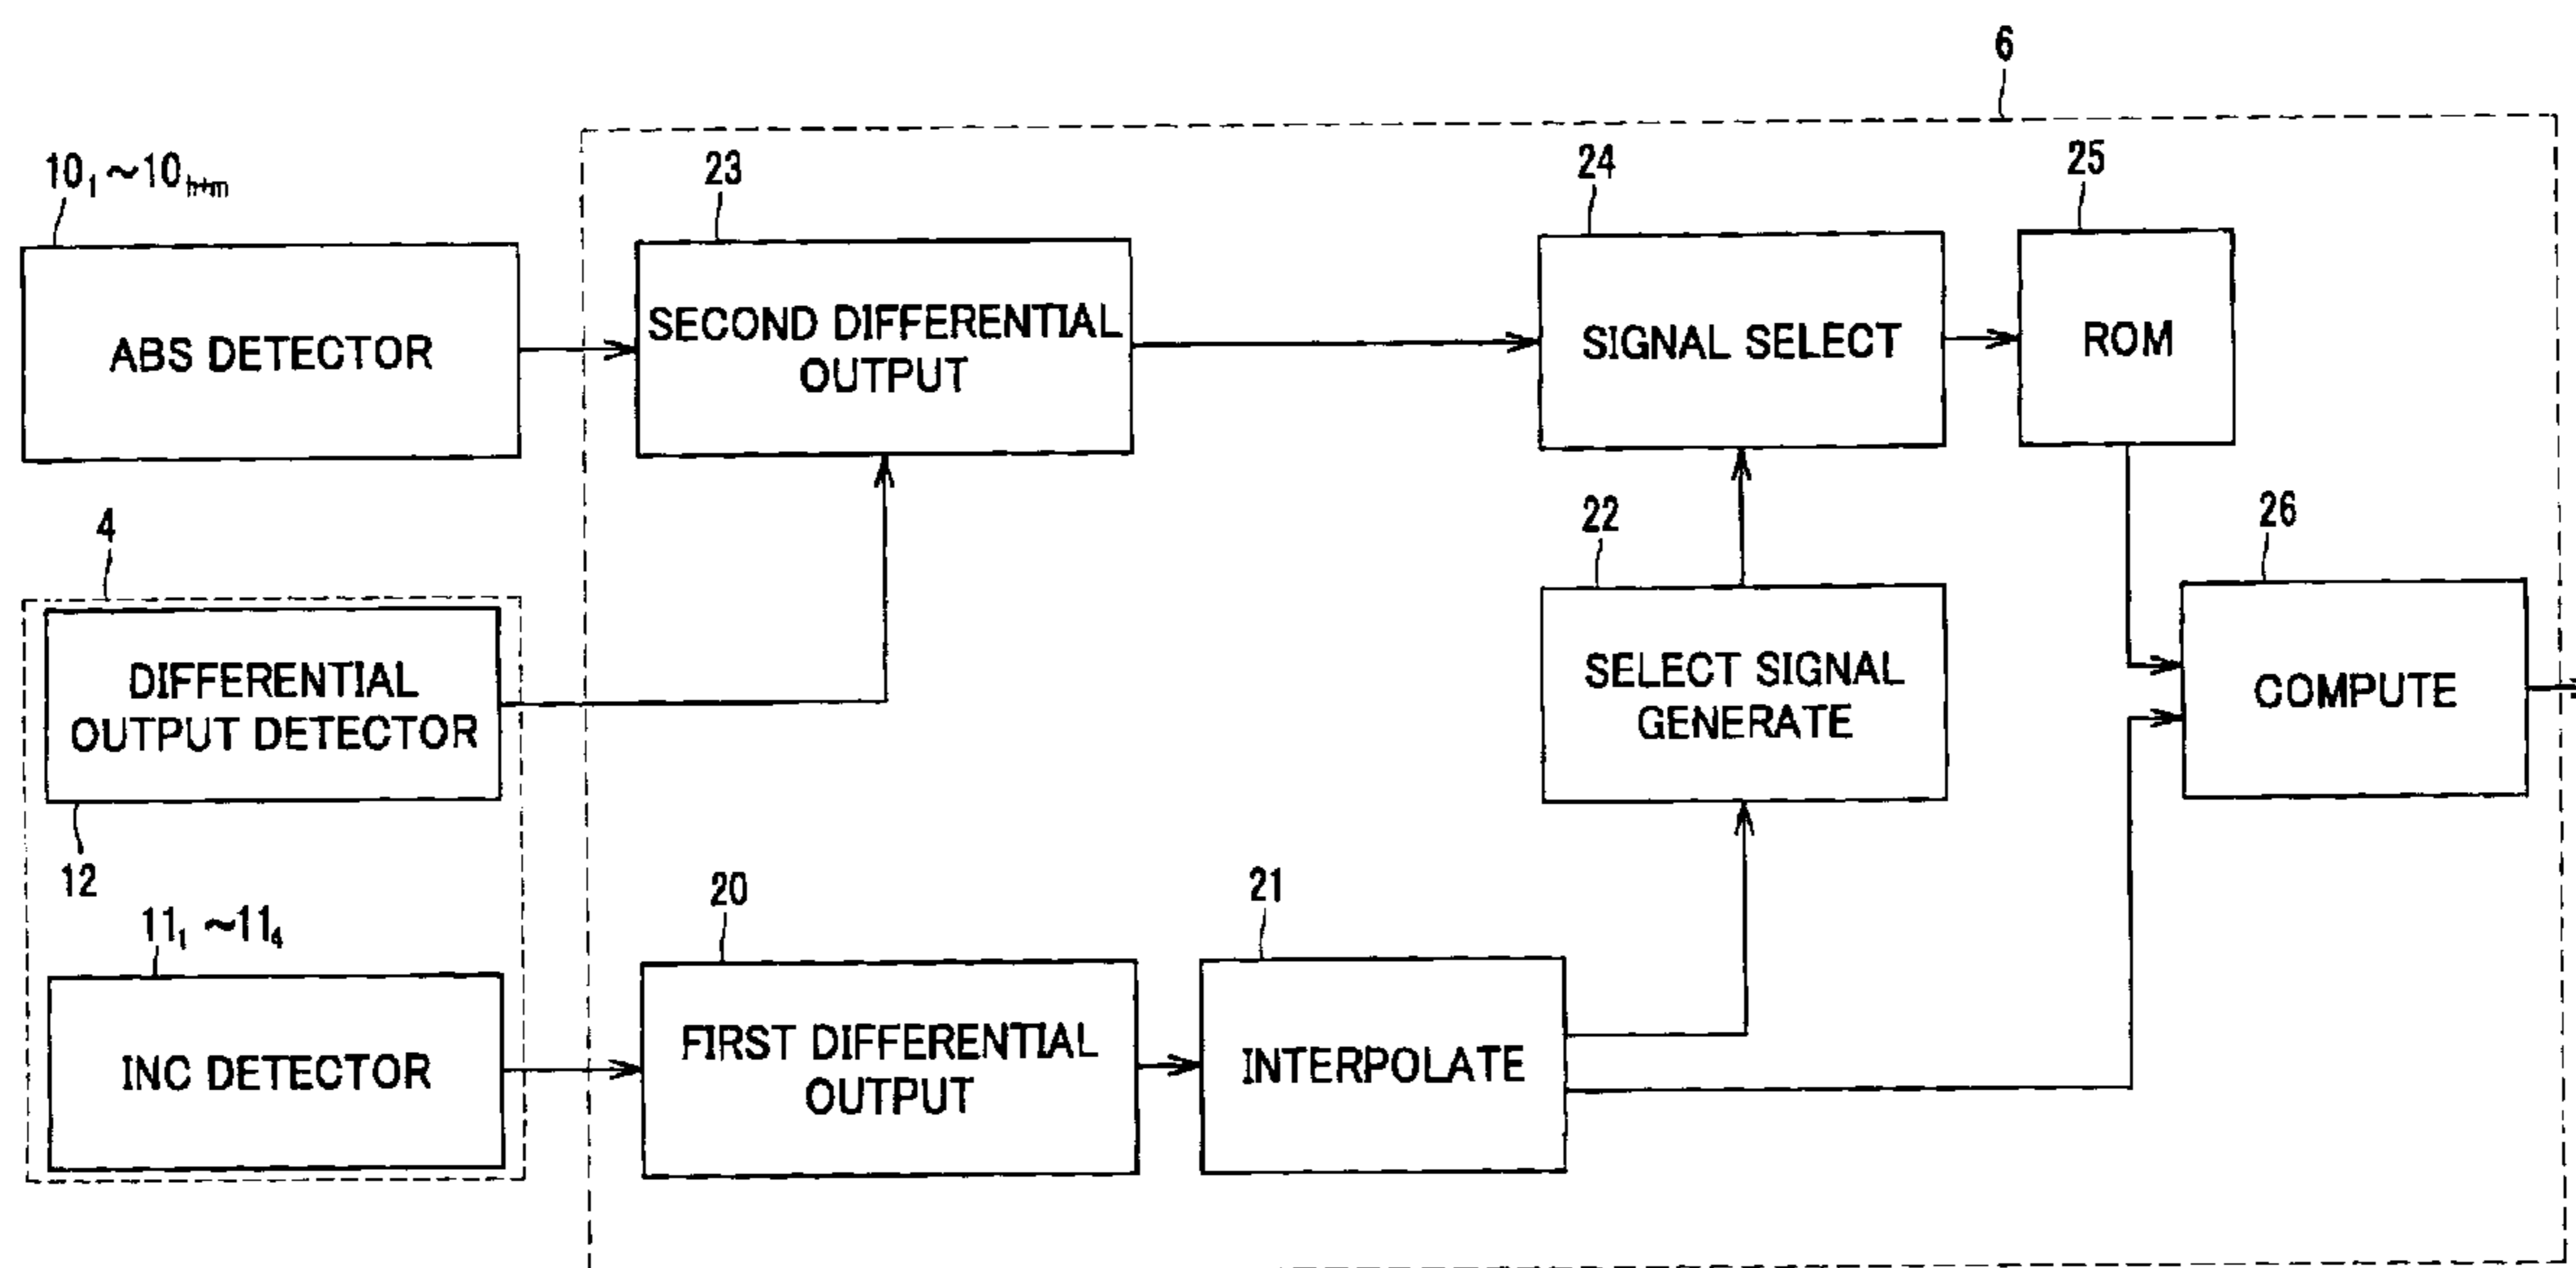 6
10₁～10ₕ₊ₘ
23
24
25
ABS DETECTOR
SECOND DIFFERENTIAL
OUTPUT
SIGNAL SELECT
ROM
4
22
26
DIFFERENTIAL
OUTPUT DETECTOR
SELECT SIGNAL
GENERATE
COMPUTE
12
11₁～11₄
20
21
INC DETECTOR
FIRST DIFFERENTIAL
OUTPUT
INTERPOLATE